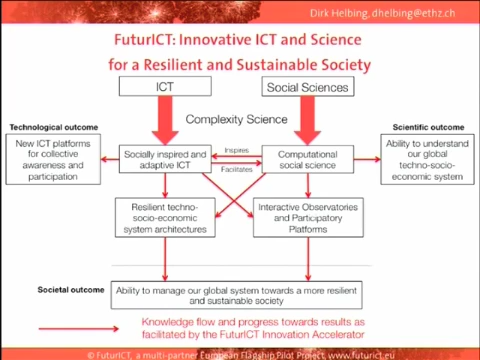 Dirk Helbing, dhelbing@ethz.ch
FuturICT: Innovative ICT and Science
for a Resilient and Sustainable Society
ICT
Social Sciences
Complexity Science
Technological outcome
Scientific outcome
New ICT platforms
for collective
awareness and
participation
Socially inspired and
adaptive ICT
Inspires
Facilitates
Computational
social science
Ability to understand
our global
techno-socio-
economic system
Resilient techno-
socio-economic
system architectures
Interactive Observatories
and Participatory
Platforms
Societal outcome
Ability to manage our global system towards a more resilient
and sustainable society
Knowledge flow and progress towards results as
facilitated by the FuturICT Innovation Accelerator
© FuturICT, a multi-partner European Flagship Pilot Project, www.futurict.eu